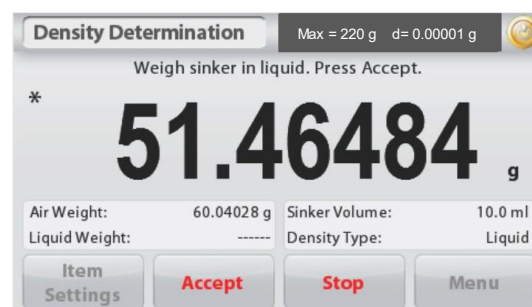 Density Determination Max = 220 g d= 0.00001 g
Weigh sinker in liquid. Press Accept.
*
51.46484 g
Air Weight: 60.04028 g Sinker Volume: 10.0 ml
Liquid Weight: ------ Density Type: Liquid
Item Settings Accept Stop Menu